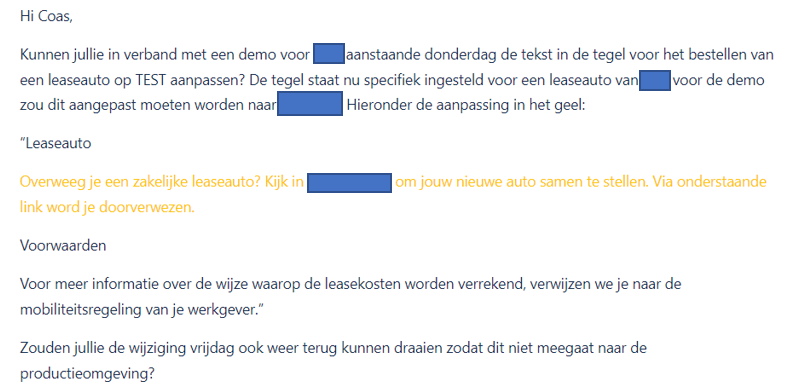 Hi Coas,
Kunnen jullie in verband met een demo voor aanstaande donderdag de tekst in de tegel voor het bestellen van
een leaseauto op TEST aanpassen? De tegel staat nu specifiek ingesteld voor een leaseauto van voor de demo
zou dit aangepast moeten worden naar Hieronder de aanpassing in het geel:
"Leaseauto
Overweeg je een zakelijke leaseauto? Kijk in om jouw nieuwe auto samen te stellen. Via onderstaande
link word je doorverwezen.
Voorwaarden
Voor meer informatie over de wijze waarop de leasekosten worden verrekend, verwijzen we je naar de
mobiliteitsregeling van je werkgever."
Zouden jullie de wijziging vrijdag ook weer terug kunnen draaien zodat dit niet meegaat naar de
productieomgeving?